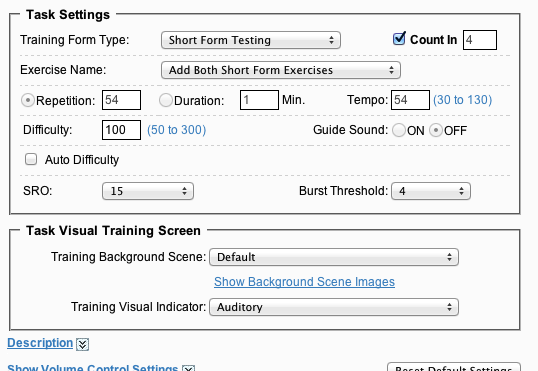 Task Settings
Training Form Type: Short Form Testing Count In 4
Exercise Name: Add Both Short Form Exercises
Repetition: 54 Duration: 1 Min. Tempo: 54 (30 to 130)
Difficulty: 100 (50 to 300) Guide Sound: ON OFF
Auto Difficulty
SRO: 15 Burst Threshold: 4
Task Visual Training Screen
Training Background Scene: Default
Show Background Scene Images
Training Visual Indicator: Auditory
Description
Show Volume Control Settings Reset Default Settings